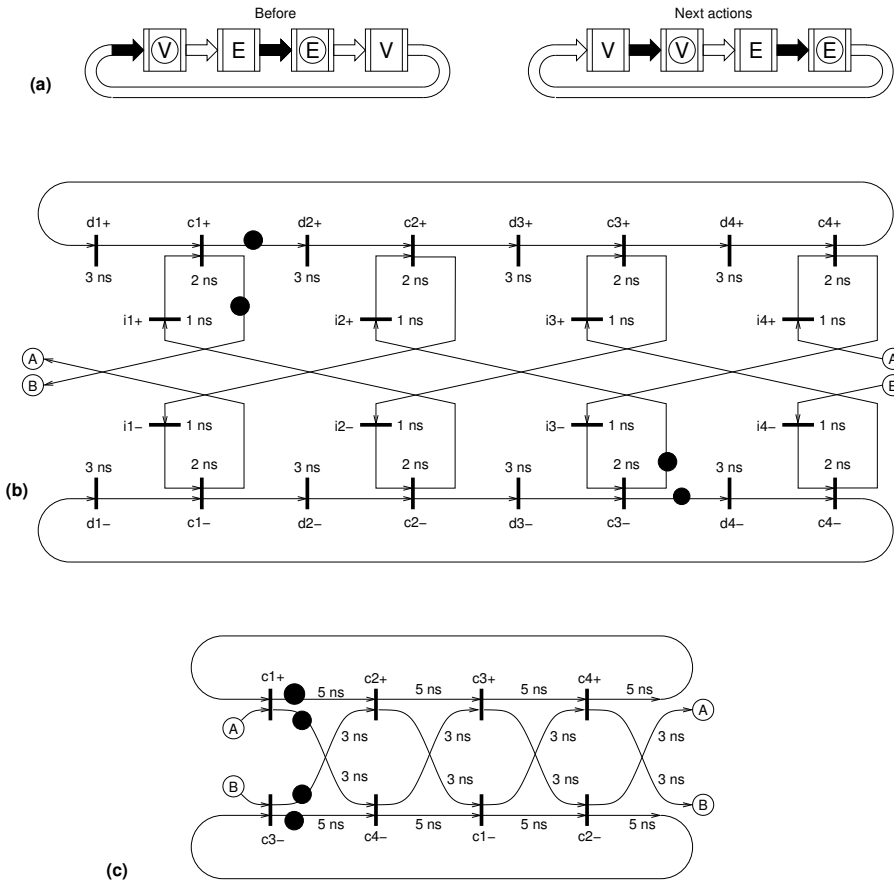 Before Next actions
V E E V V V E E
(a)
d1+ c1+ d2+ c2+ d3+ c3+ d4+ c4+
3 ns 2 ns 3 ns 2 ns 3 ns 2 ns 3 ns 2 ns
i1+ 1 ns i2+ 1 ns i3+ 1 ns i4+ 1 ns
A A
B B
i1− 1 ns i2− 1 ns i3− 1 ns i4− 1 ns
3 ns 2 ns 3 ns 2 ns 3 ns 2 ns 3 ns 2 ns
(b)
d1− c1− d2− c2− d3− c3− d4− c4−
c1+ c2+ c3+ c4+
5 ns 5 ns 5 ns 5 ns
A A
3 ns 3 ns 3 ns 3 ns
3 ns 3 ns 3 ns 3 ns
B B
5 ns 5 ns 5 ns 5 ns
c3− c4− c1− c2−
(c)